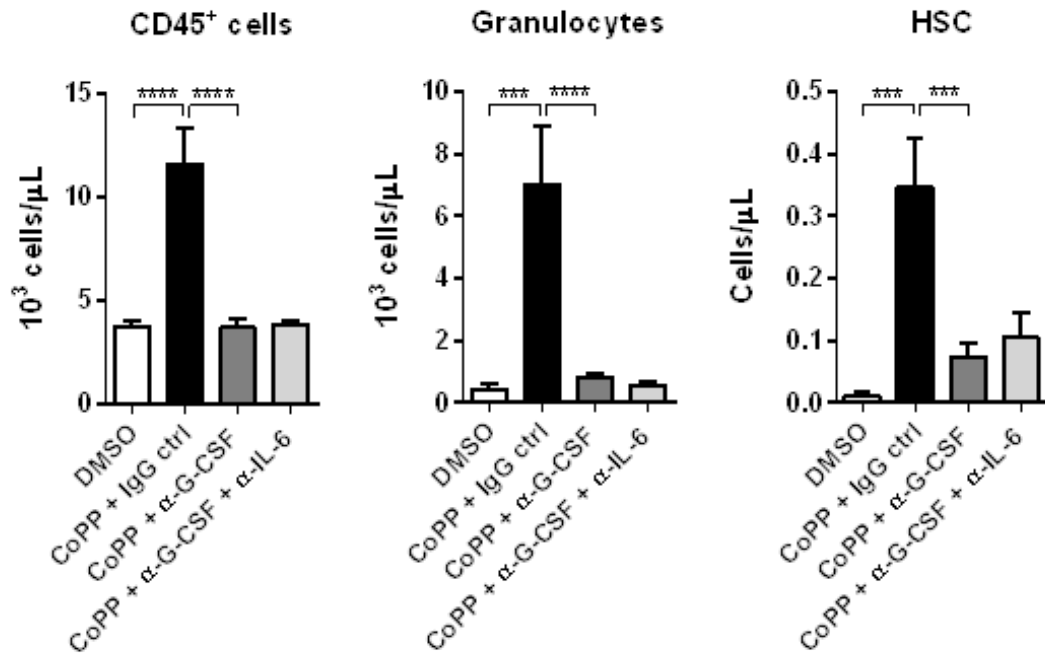 CD45⁺ cells
**** ****
10³ cells/µL
15
10
5
0
DMSO
CoPP + IgG ctrl
CoPP + α-G-CSF
CoPP + α-G-CSF + α-IL-6
Granulocytes
*** ****
10³ cells/µL
10
8
6
4
2
0
DMSO
CoPP + IgG ctrl
CoPP + α-G-CSF
CoPP + α-G-CSF + α-IL-6
HSC
*** ***
Cells/µL
0.5
0.4
0.3
0.2
0.1
0.0
DMSO
CoPP + IgG ctrl
CoPP + α-G-CSF
CoPP + α-G-CSF + α-IL-6